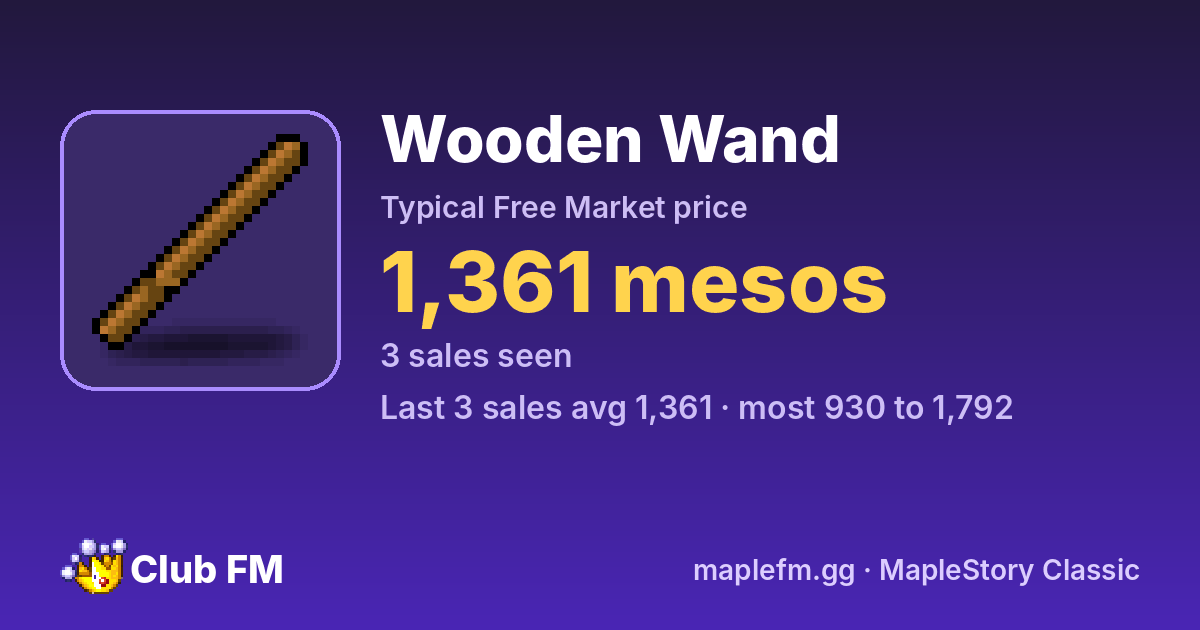 Wooden Wand
Typical Free Market price
1,361 mesos
3 sales seen
Last 3 sales avg 1,361 · most 930 to 1,792
Club FM
maplefm.gg · MapleStory Classic